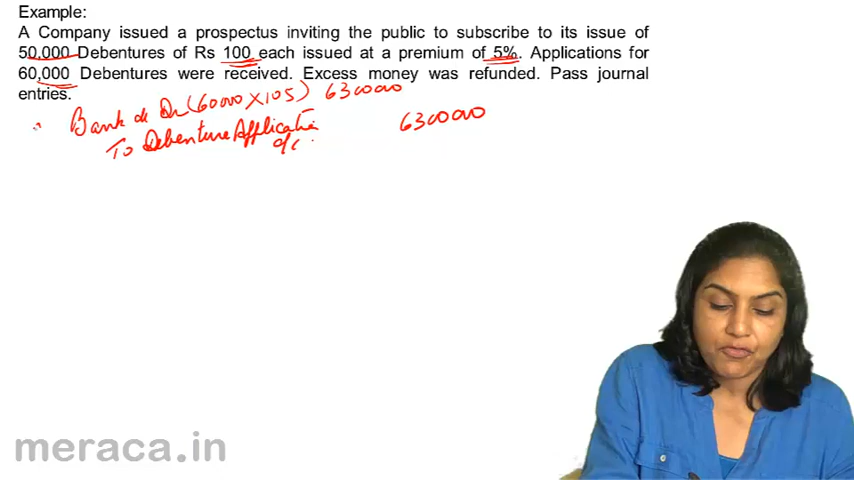 Example:
A Company issued a prospectus inviting the public to subscribe to its issue of
50,000 Debentures of Rs 100 each issued at a premium of 5%. Applications for
60,000 Debentures were received. Excess money was refunded. Pass journal
entries.
Bank a/c Dr (60000 X 105) 6300000
To Debenture Application a/c. 6300000
meraca.in